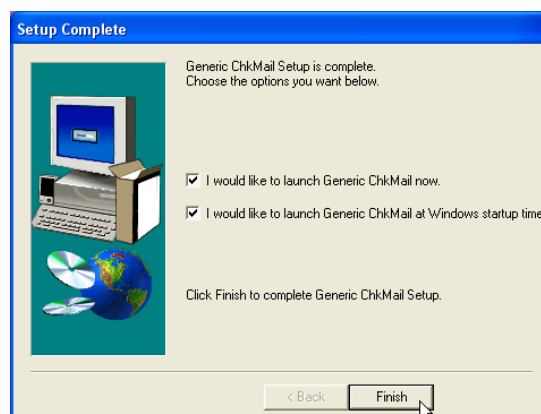 Setup Complete
Generic ChkMail Setup is complete.
Choose the options you want below.
I would like to launch Generic ChkMail now.
I would like to launch Generic ChkMail at Windows startup time
Click Finish to complete Generic ChkMail Setup.
< Back
Finish